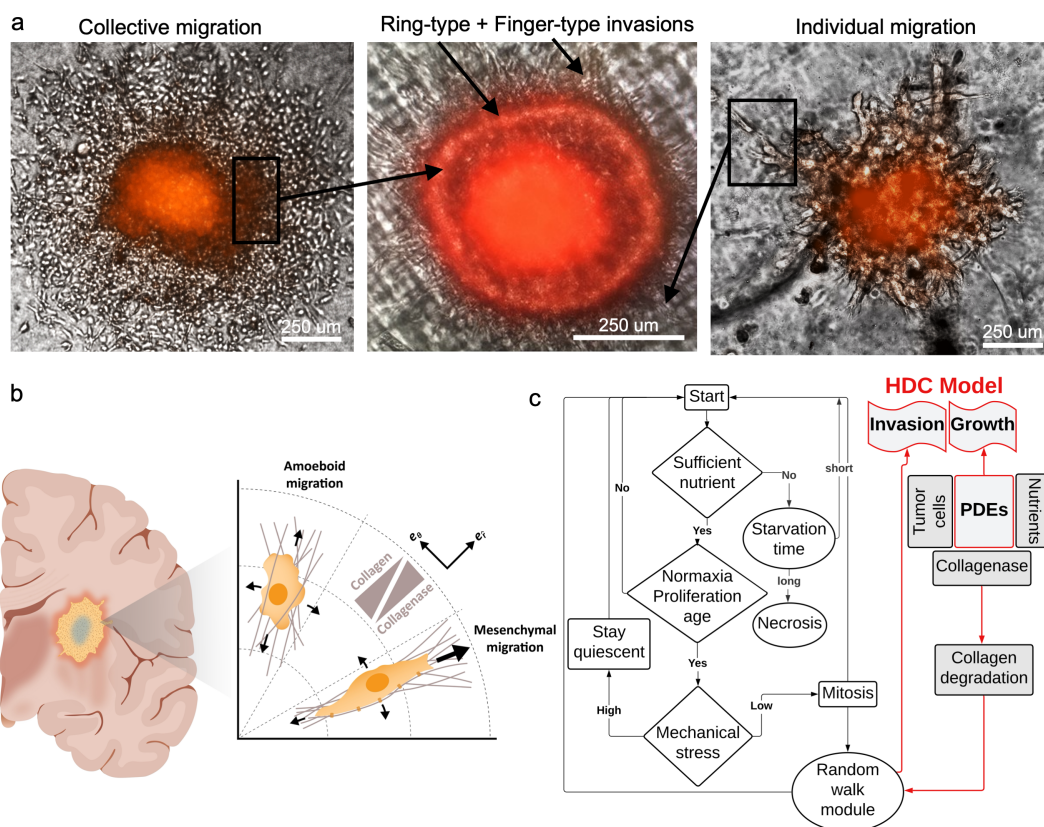 a
Collective migration
Ring-type + Finger-type invasions
Individual migration
250 um
250 um
250 um
b
Amoeboid
migration
eθ
er̂
Collagen
Collagenase
Mesenchymal
migration
c
HDC Model
Start
Invasion
Growth
Sufficient
nutrient
No
short
No
Tumor
cells
PDEs
Nutrients
Yes
Starvation
time
Collagenase
Normaxia
Proliferation
age
long
Necrosis
Stay
quiescent
Yes
Collagen
degradation
Mitosis
High
Low
Mechanical
stress
Random
walk
module